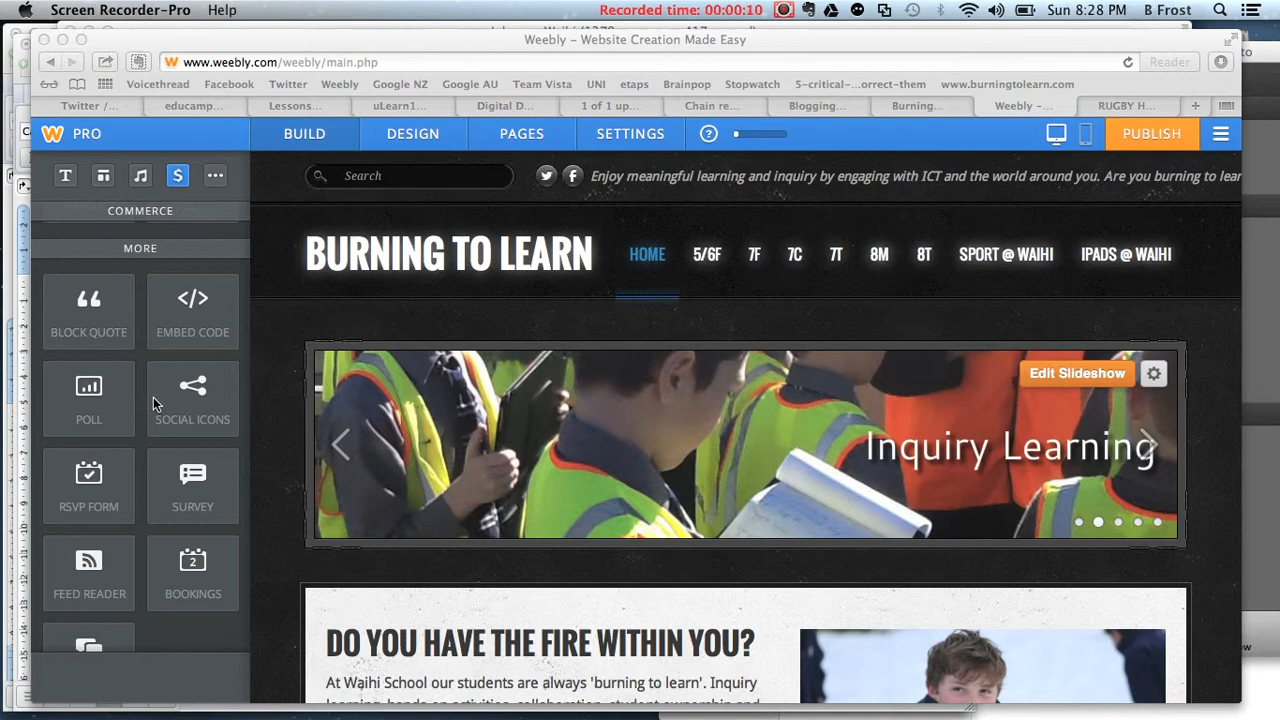 Screen Recorder-Pro Help Recorded time: 00:00:10 Sun 8:28 PM B Frost
Weebly – Website Creation Made Easy
www.weebly.com/weebly/main.php Reader
Voicethread Facebook Twitter Weebly Google NZ Google AU Team Vista UNI etaps Brainpop Stopwatch 5-critical-...orrect-them www.burningtolearn.com
Twitter /... educamp... Lessons... uLearn1... Digital D... 1 of 1 up... Chain re... Blogging... Burning... Weebly –... RUGBY H...
W PRO BUILD DESIGN PAGES SETTINGS ? PUBLISH
T $
Search
Enjoy meaningful learning and inquiry by engaging with ICT and the world around you. Are you burning to lear
COMMERCE
MORE
BURNING TO LEARN HOME 5/6F 7F 7C 7T 8M 8T SPORT @ WAIHI IPADS @ WAIHI
BLOCK QUOTE EMBED CODE
POLL SOCIAL ICONS
RSVP FORM SURVEY
2
FEED READER BOOKINGS
Edit Slideshow
Inquiry Learning
DO YOU HAVE THE FIRE WITHIN YOU?
At Waihi School our students are always 'burning to learn'. Inquiry